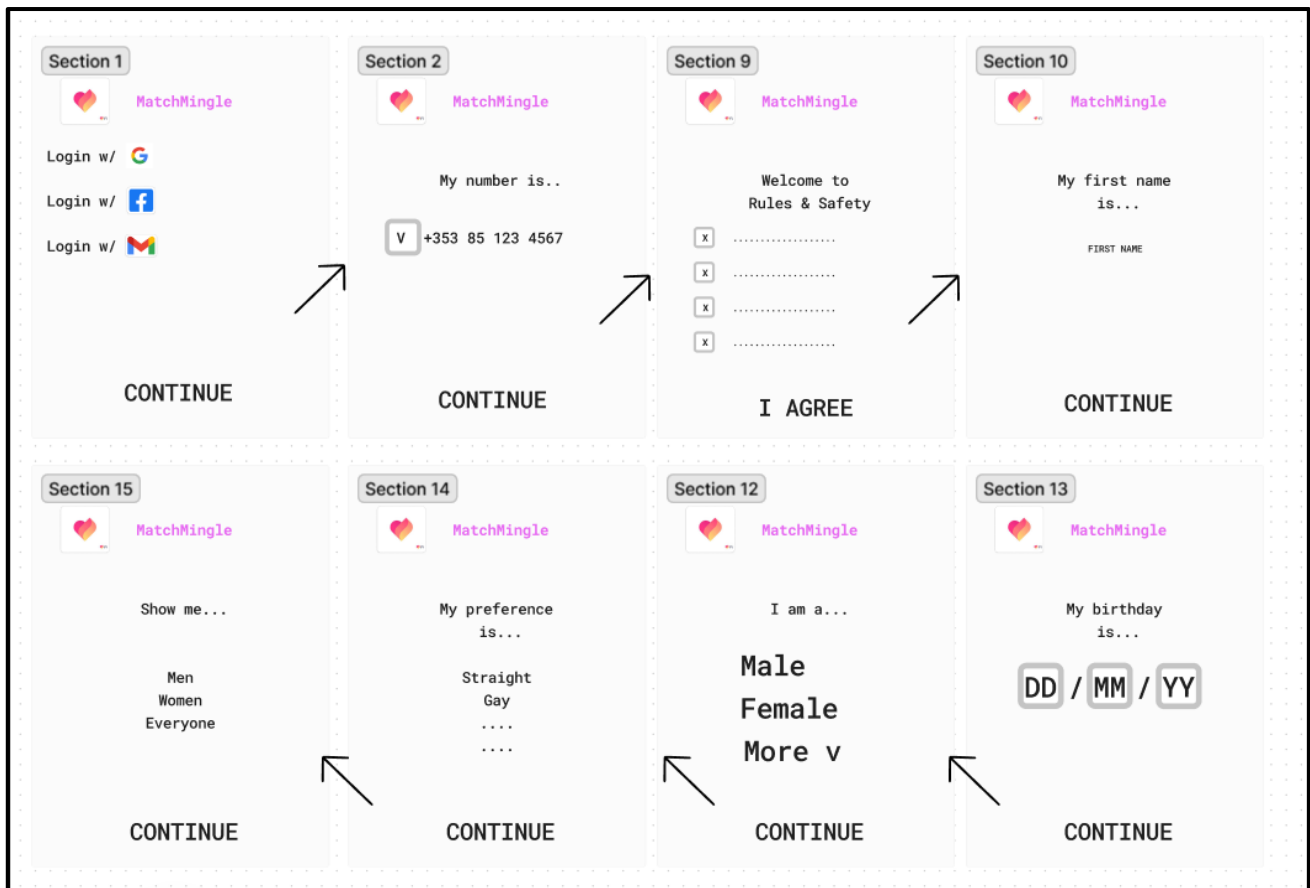 Section 1
MatchMingle
Login w/
Login w/
Login w/
CONTINUE
Section 2
MatchMingle
My number is..
V +353 85 123 4567
CONTINUE
Section 9
MatchMingle
Welcome to
Rules & Safety
x ...................
x ...................
x ...................
x ...................
I AGREE
Section 10
MatchMingle
My first name
is...
FIRST NAME
CONTINUE
Section 15
MatchMingle
Show me...
Men
Women
Everyone
CONTINUE
Section 14
MatchMingle
My preference
is...
Straight
Gay
....
....
CONTINUE
Section 12
MatchMingle
I am a...
Male
Female
More v
CONTINUE
Section 13
MatchMingle
My birthday
is...
DD / MM / YY
CONTINUE